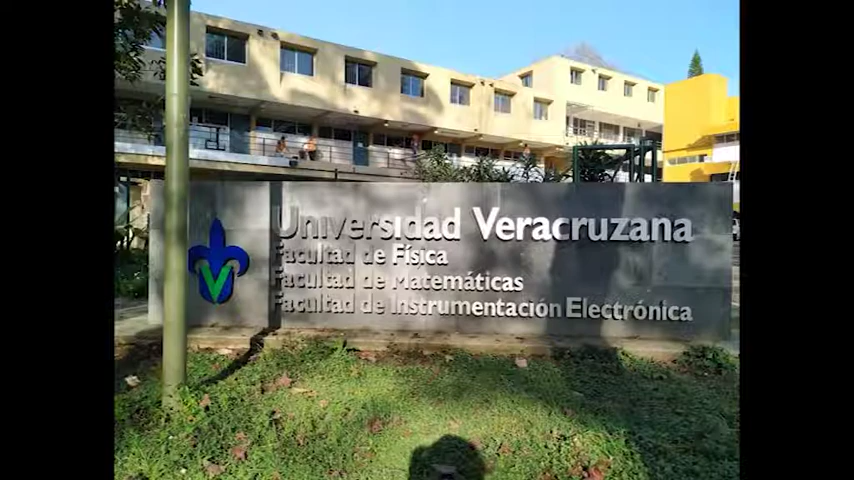 Universidad Veracruzana
Facultad de Física
Facultad de Matemáticas
Facultad de Instrumentación Electrónica